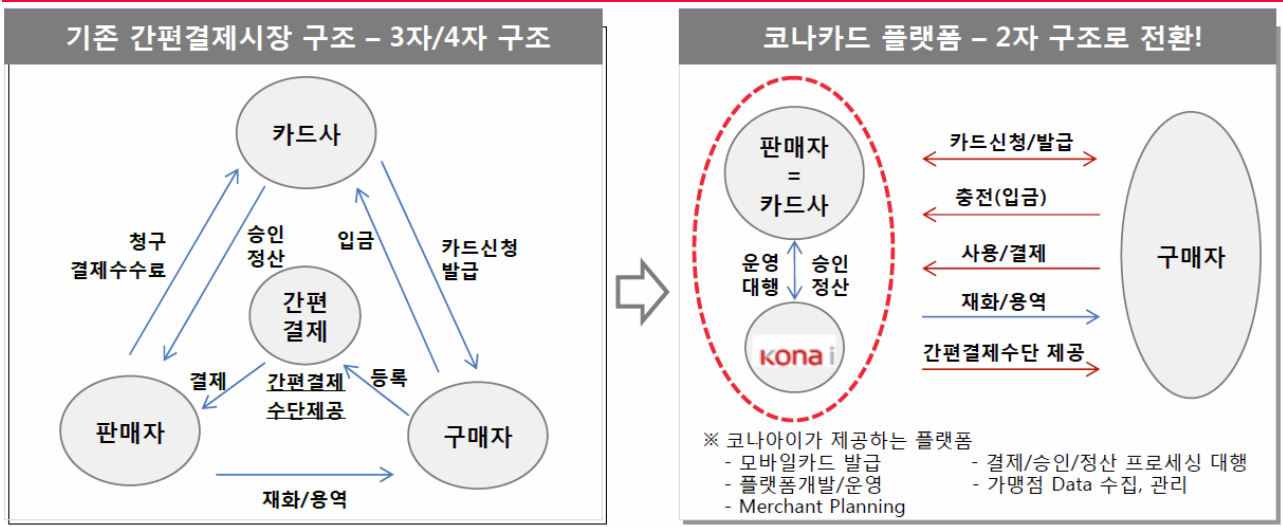 기존 간편결제시장 구조 – 3자/4자 구조
카드사
청구
결제수수료
승인
정산
입금
카드신청
발급
간편
결제
결제
간편결제
수단제공
등록
판매자
구매자
재화/용역
코나카드 플랫폼 – 2자 구조로 전환!
판매자
=
카드사
운영
대행
승인
정산
kona i
카드신청/발급
충전(입금)
사용/결제
재화/용역
간편결제수단 제공
구매자
※ 코나아이가 제공하는 플랫폼
- 모바일카드 발급
- 플랫폼개발/운영
- Merchant Planning
- 결제/승인/정산 프로세싱 대행
- 가맹점 Data 수집, 관리